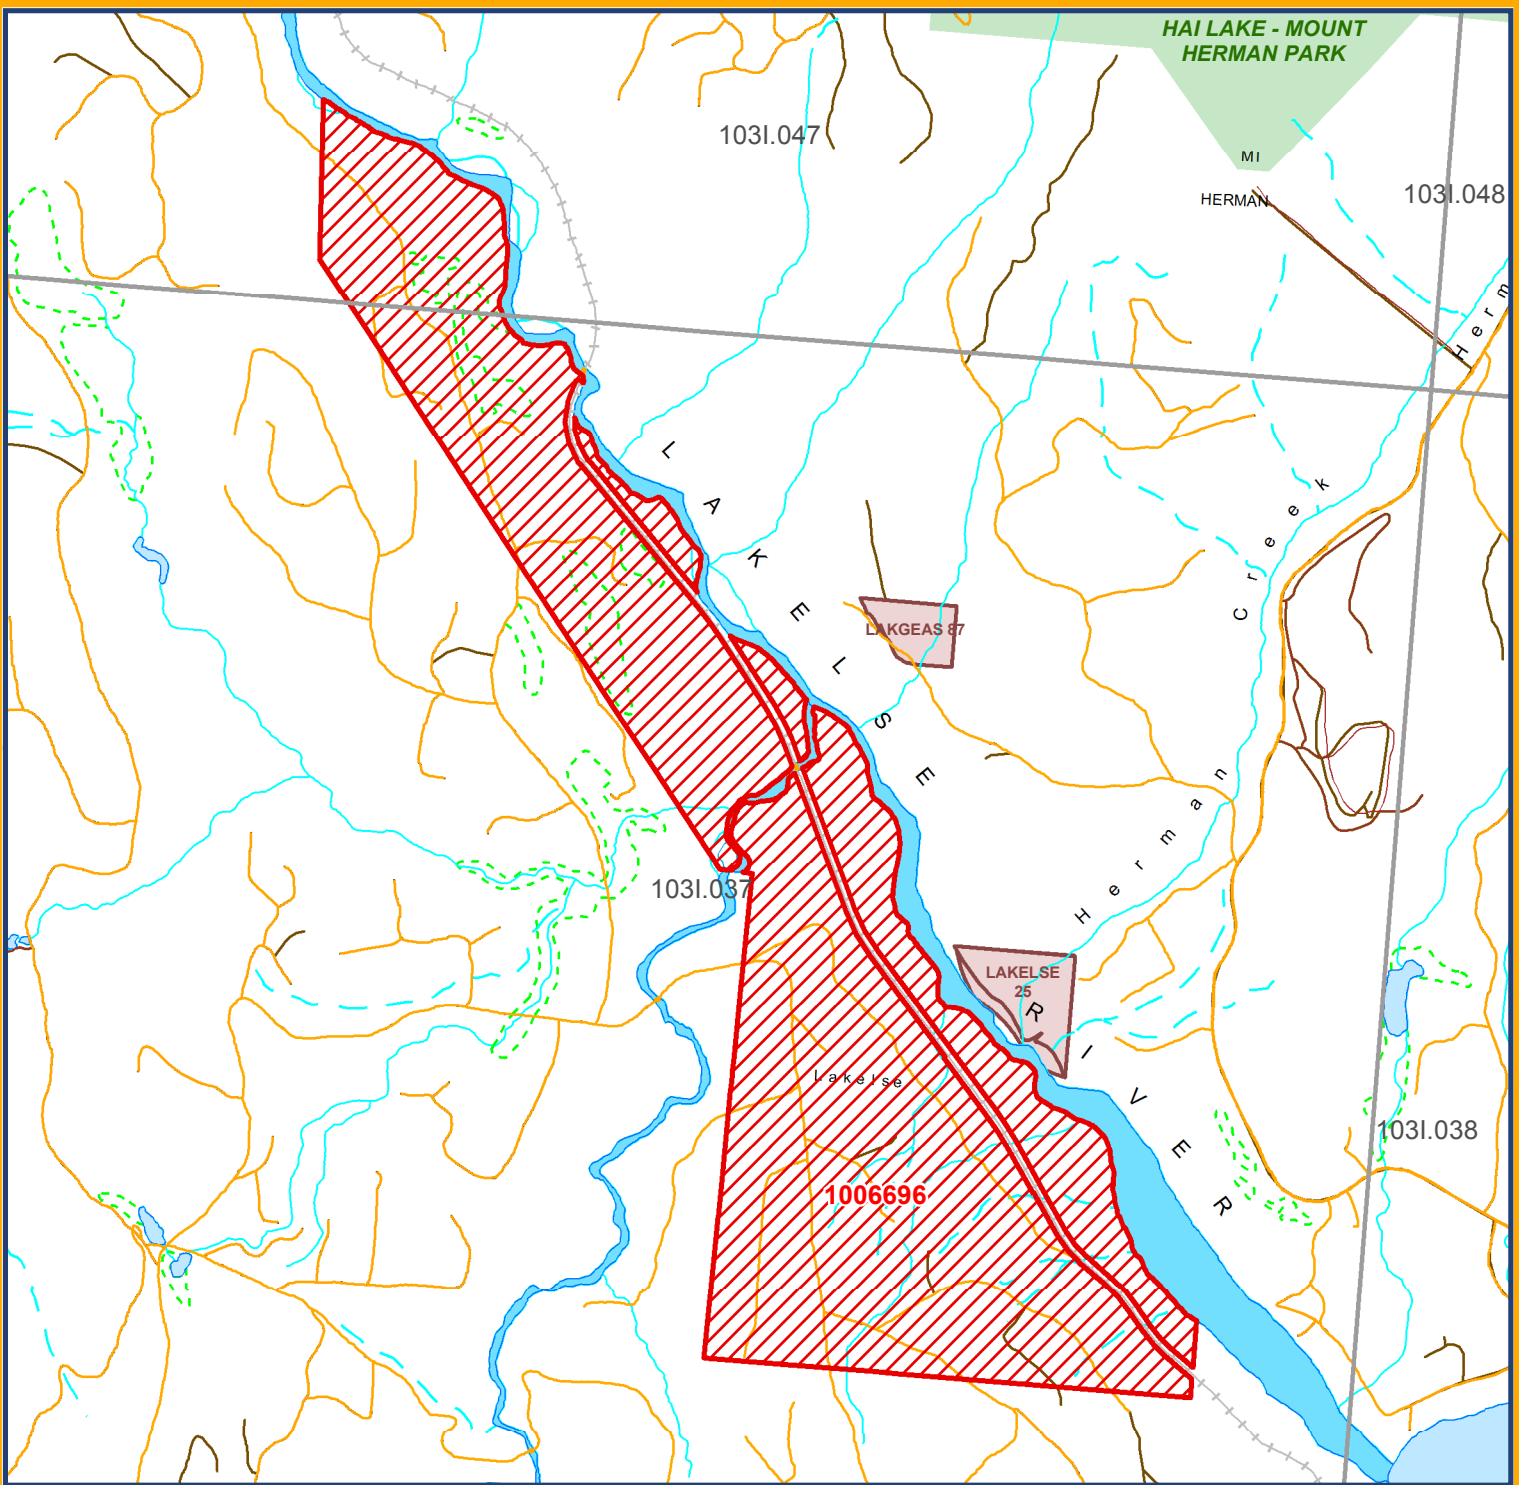 HAI LAKE - MOUNT
HERMAN PARK
103I.047
MI
HERMAN
103I.048
Herm
LAKELSE RIVER
Herman Creek
LAKGEAS 87
103I.037
LAKELSE
25
Lakelse
103I.038
1006696